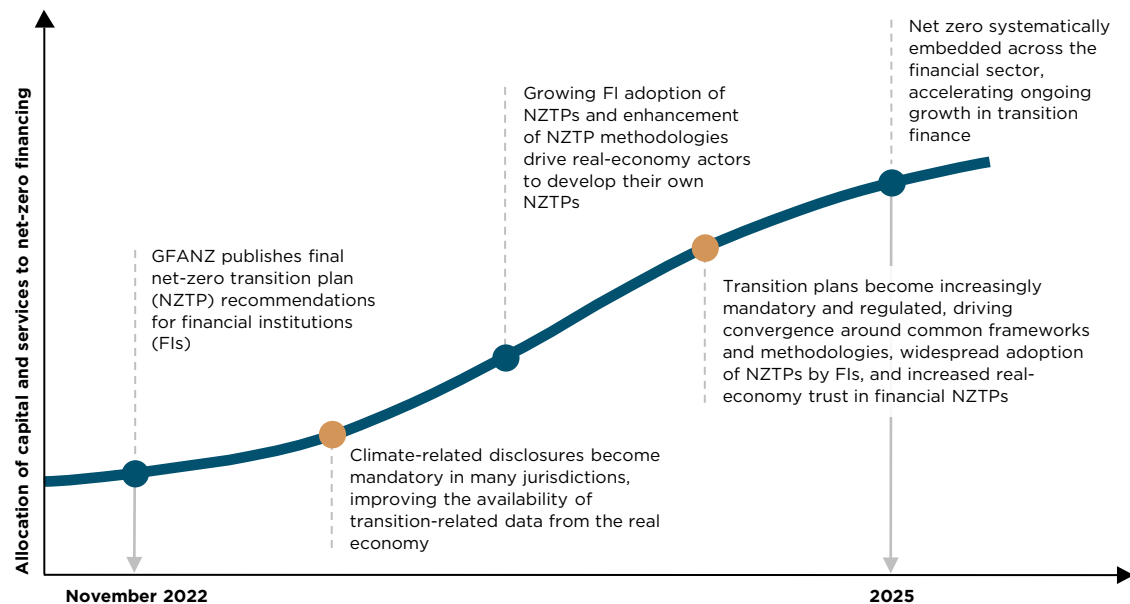 Allocation of capital and services to net-zero financing
GFANZ publishes final
net-zero transition plan
(NZTP) recommendations
for financial institutions
(FIs)
Climate-related disclosures become
mandatory in many jurisdictions,
improving the availability of
transition-related data from the real
economy
Growing FI adoption of
NZTPs and enhancement
of NZTP methodologies
drive real-economy actors
to develop their own
NZTPs
Transition plans become increasingly
mandatory and regulated, driving
convergence around common frameworks
and methodologies, widespread adoption
of NZTPs by FIs, and increased real-
economy trust in financial NZTPs
Net zero systematically
embedded across the
financial sector,
accelerating ongoing
growth in transition
finance
November 2022
2025